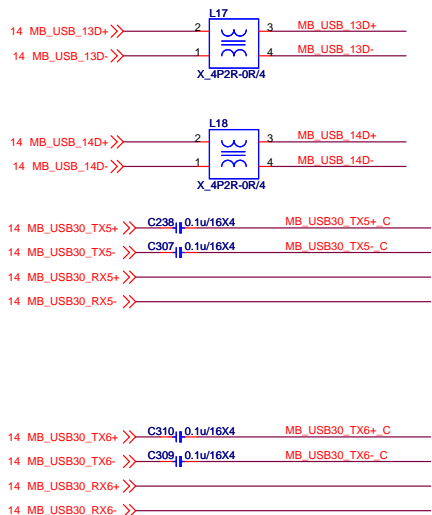 L17
14 MB_USB_13D+ 2 3 MB_USB_13D+
14 MB_USB_13D- 1 4 MB_USB_13D-
X_4P2R-0R/4
L18
14 MB_USB_14D+ 2 3 MB_USB_14D+
14 MB_USB_14D- 1 4 MB_USB_14D-
X_4P2R-0R/4
14 MB_USB30_TX5+ C238 0.1u/16X4 MB_USB30_TX5+_C
14 MB_USB30_TX5- C307 0.1u/16X4 MB_USB30_TX5-_C
14 MB_USB30_RX5+
14 MB_USB30_RX5-
14 MB_USB30_TX6+ C310 0.1u/16X4 MB_USB30_TX6+_C
14 MB_USB30_TX6- C309 0.1u/16X4 MB_USB30_TX6-_C
14 MB_USB30_RX6+
14 MB_USB30_RX6-